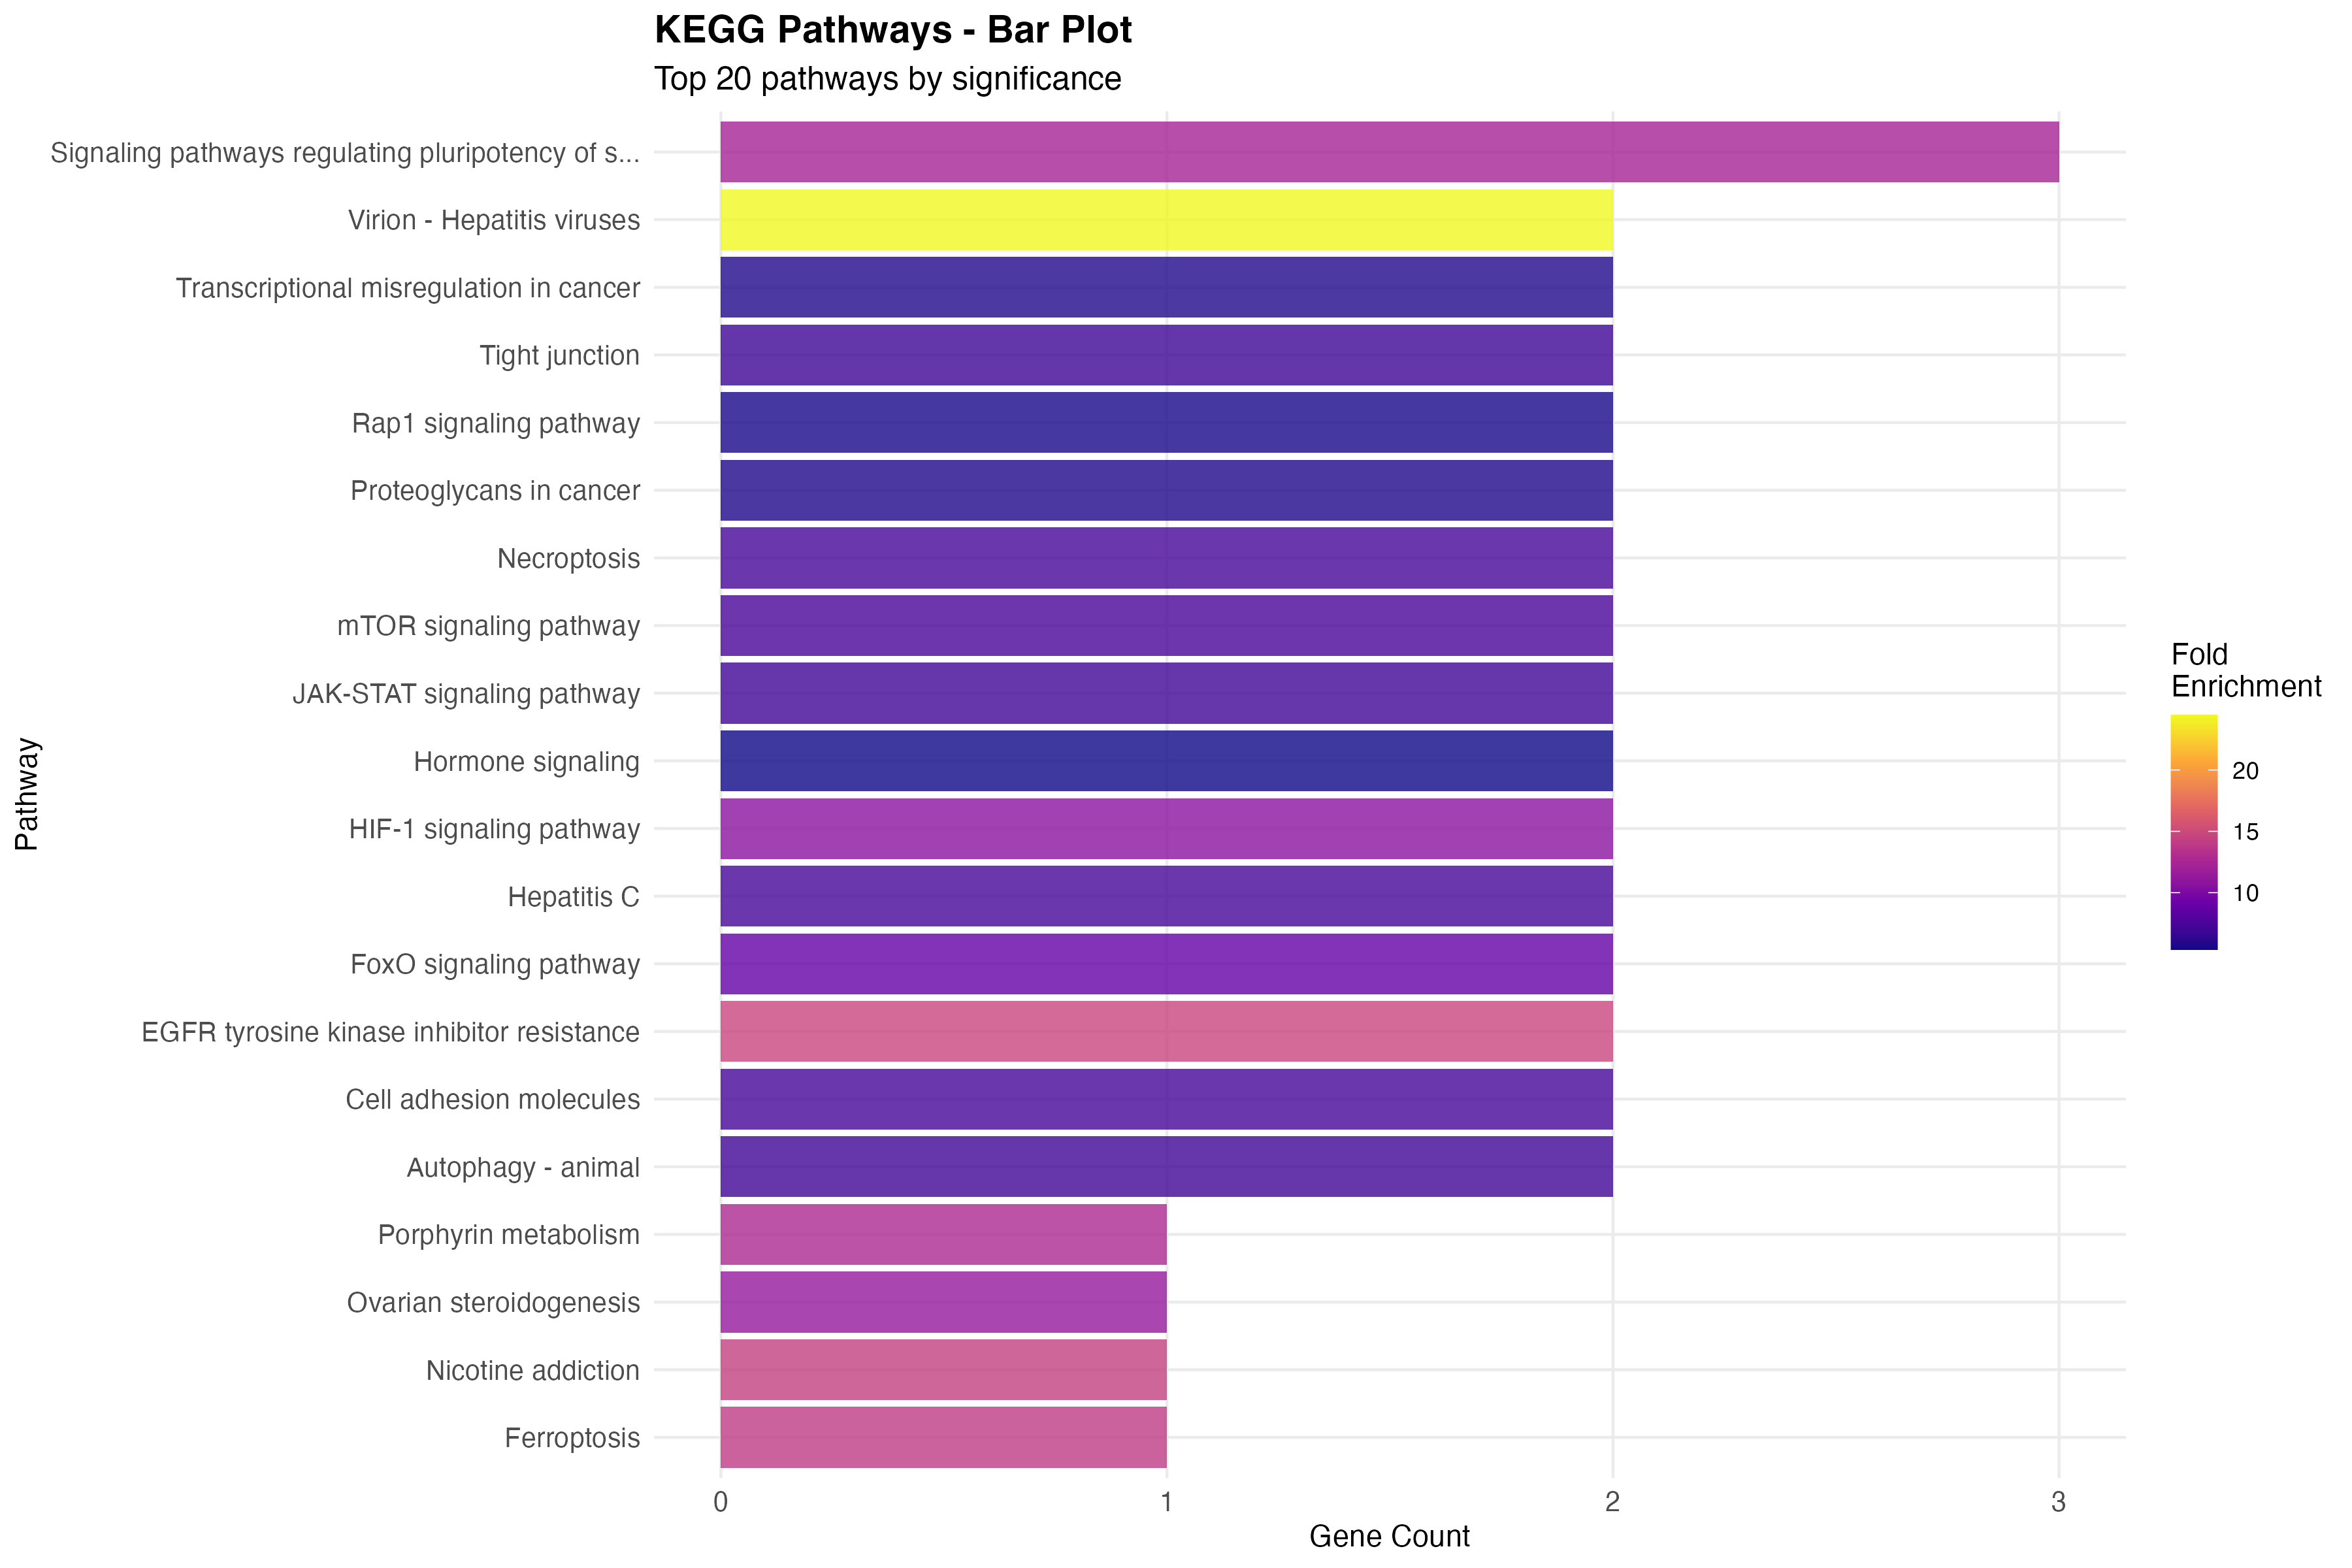 KEGG Pathways - Bar Plot
Top 20 pathways by significance
Signaling pathways regulating pluripotency of s...
Virion - Hepatitis viruses
Transcriptional misregulation in cancer
Tight junction
Rap1 signaling pathway
Proteoglycans in cancer
Necroptosis
mTOR signaling pathway
JAK-STAT signaling pathway
Hormone signaling
HIF-1 signaling pathway
Hepatitis C
FoxO signaling pathway
EGFR tyrosine kinase inhibitor resistance
Cell adhesion molecules
Autophagy - animal
Porphyrin metabolism
Ovarian steroidogenesis
Nicotine addiction
Ferroptosis
Pathway
0 1 2 3
Gene Count
Fold
Enrichment
20
15
10